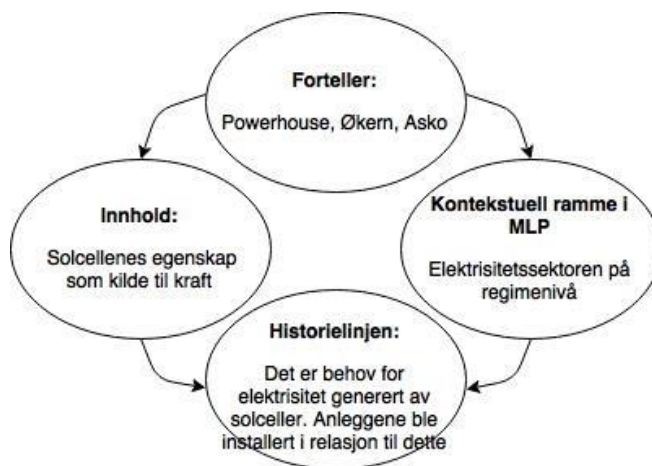 Forteller:
Powerhouse, Økern, Asko
Innhold:
Solcellenes egenskap
som kilde til kraft
Kontekstuell ramme i
MLP
Elektrisitetssektoren på
regimenivå
Historielinjen:
Det er behov for
elektrisitet generert av
solceller. Anleggene ble
installert i relasjon til dette